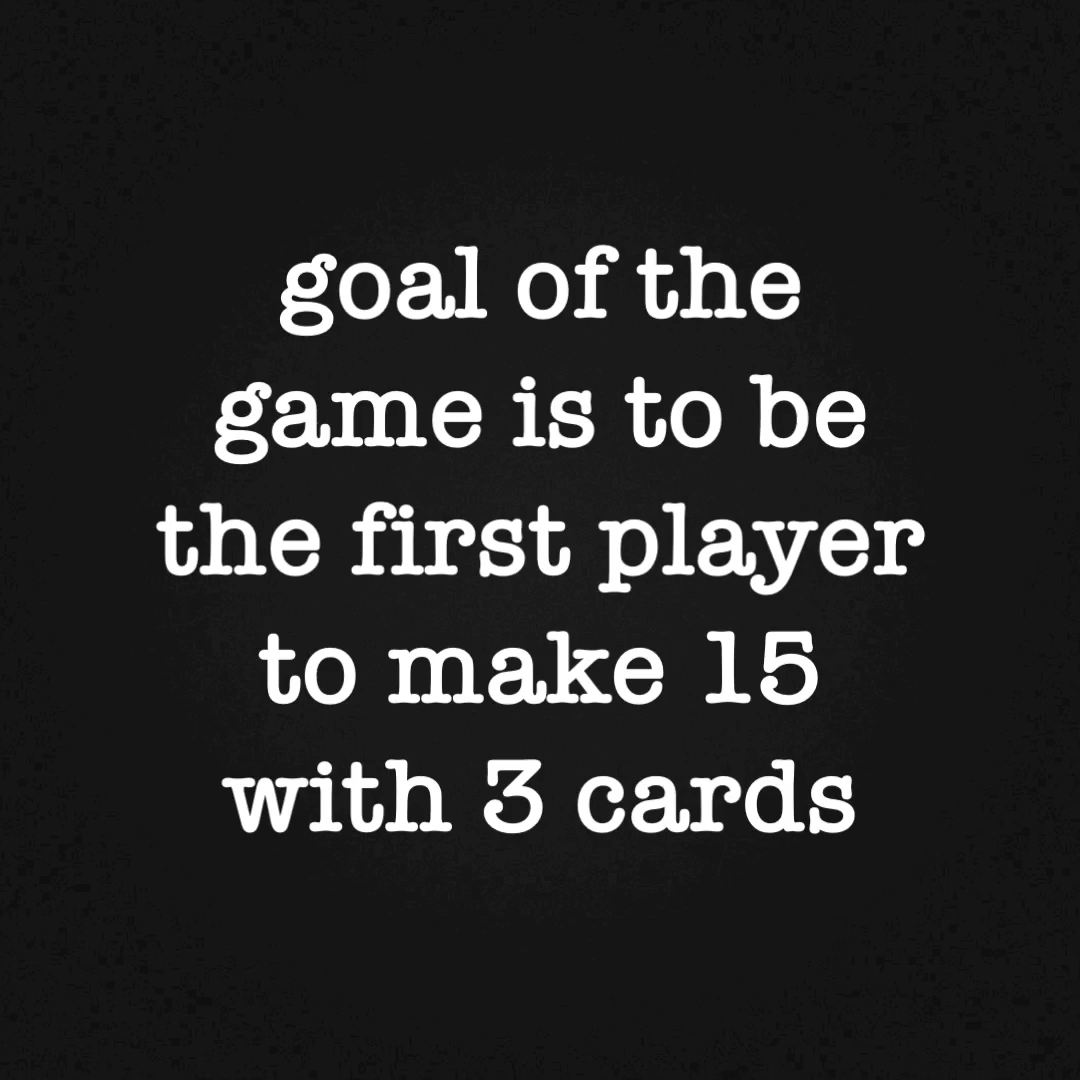 goal of the
game is to be
the first player
to make 15
with 3 cards